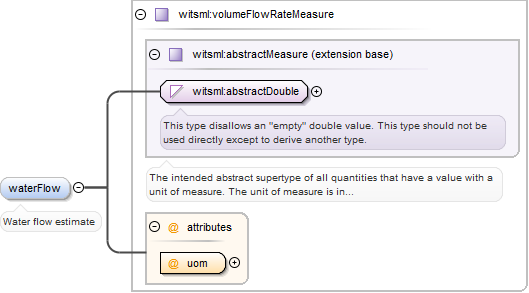 witsml:volumeFlowRateMeasure
witsml:abstractMeasure (extension base)
witsml:abstractDouble
This type disallows an "empty" double value. This type should not be
used directly except to derive another type.
The intended abstract supertype of all quantities that have a value with a
unit of measure. The unit of measure is in...
waterFlow
Water flow estimate
@ attributes
@ uom